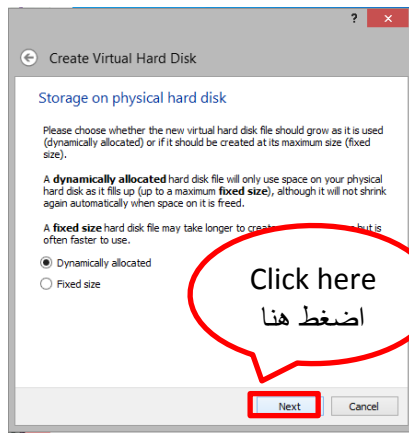 ?
Create Virtual Hard Disk
Storage on physical hard disk
Please choose whether the new virtual hard disk file should grow as it is used
(dynamically allocated) or if it should be created at its maximum size (fixed
size).
A dynamically allocated hard disk file will only use space on your physical
hard disk as it fills up (up to a maximum fixed size), although it will not shrink
again automatically when space on it is freed.
A fixed size hard disk file may take longer to but is
often faster to use.
Dynamically allocated
Fixed size
Click here
اضغط هنا
Next
Cancel